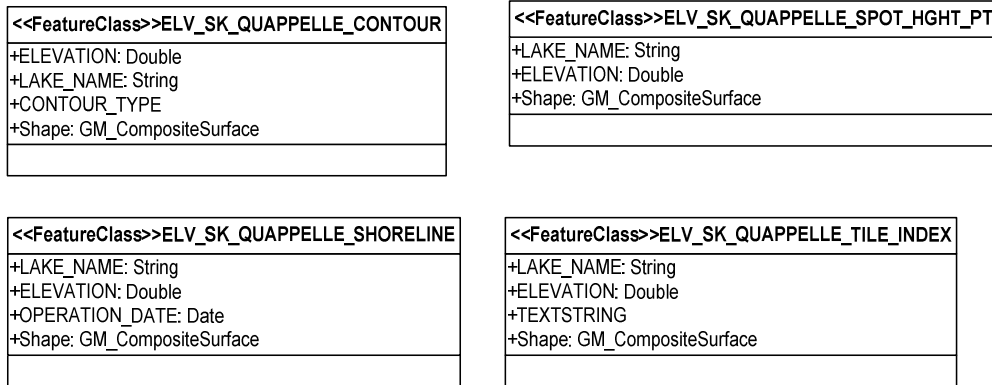 <<FeatureClass>>ELV_SK_QUAPPELLE_CONTOUR
+ELEVATION: Double
+LAKE_NAME: String
+CONTOUR_TYPE
+Shape: GM_CompositeSurface
<<FeatureClass>>ELV_SK_QUAPPELLE_SPOT_HGHT_PT
+LAKE_NAME: String
+ELEVATION: Double
+Shape: GM_CompositeSurface
<<FeatureClass>>ELV_SK_QUAPPELLE_SHORELINE
+LAKE_NAME: String
+ELEVATION: Double
+OPERATION_DATE: Date
+Shape: GM_CompositeSurface
<<FeatureClass>>ELV_SK_QUAPPELLE_TILE_INDEX
+LAKE_NAME: String
+ELEVATION: Double
+TEXTSTRING
+Shape: GM_CompositeSurface